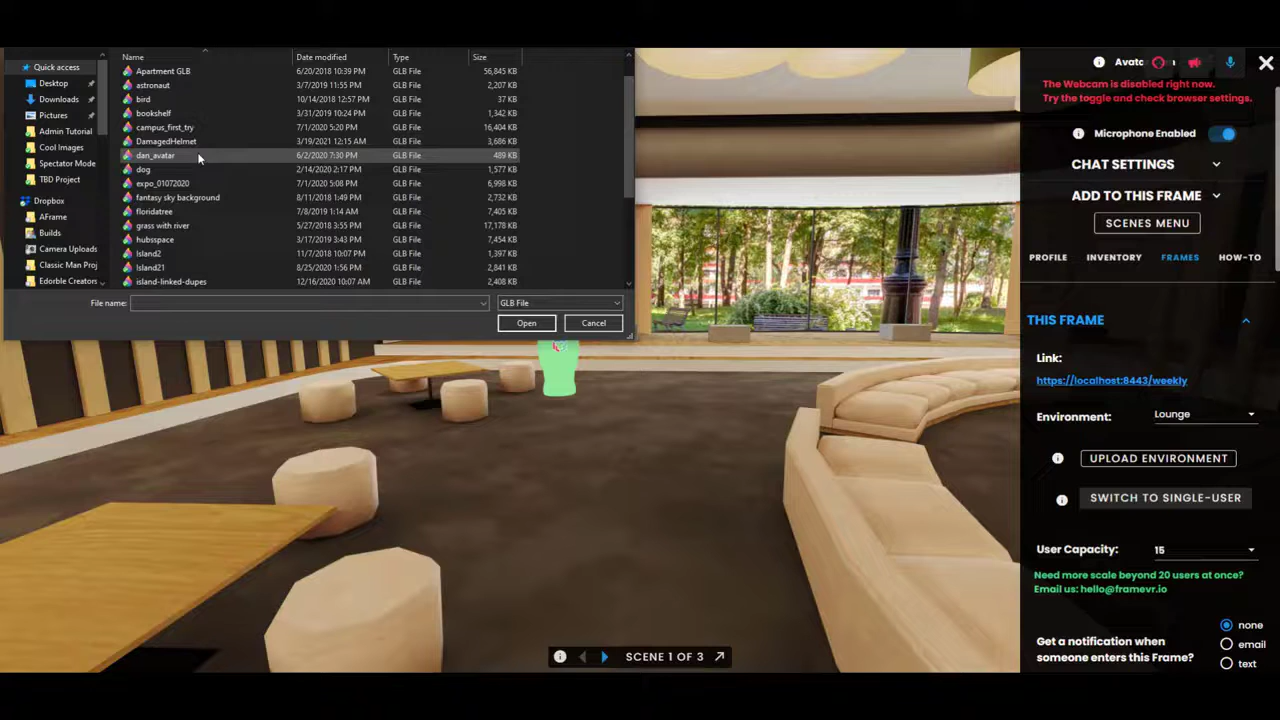 Name Date modified Type Size
Quick access
Desktop
Downloads
Pictures
Admin Tutorial
Cool Images
Spectator Mode
TBD Project
Dropbox
AFrame
Builds
Camera Uploads
Classic Man Proj
Edorble Creators
Apartment GLB 6/20/2018 10:39 PM GLB File 56,845 KB
astronaut 3/7/2019 11:55 PM GLB File 2,207 KB
bird 10/14/2018 12:57 PM GLB File 37 KB
bookshelf 3/31/2019 10:24 PM GLB File 1,342 KB
campus_first_try 7/1/2020 5:20 PM GLB File 16,404 KB
DamagedHelmet 3/19/2021 12:15 AM GLB File 3,686 KB
dan_avatar 6/2/2020 7:30 PM GLB File 489 KB
dog 2/14/2020 2:17 PM GLB File 1,577 KB
expo_01072020 7/1/2020 5:08 PM GLB File 6,998 KB
fantasy sky background 8/11/2018 1:49 PM GLB File 2,732 KB
floridatree 7/8/2019 1:14 AM GLB File 7,405 KB
grass with river 5/27/2018 3:55 PM GLB File 17,178 KB
hubsspace 3/17/2019 3:43 PM GLB File 7,454 KB
Island2 11/7/2018 10:07 PM GLB File 1,397 KB
Island21 8/25/2020 1:56 PM GLB File 2,841 KB
island-linked-dupes 12/16/2020 10:07 AM GLB File 2,408 KB
File name: GLB File
Open Cancel
SCENE 1 OF 3
Avata
The Webcam is disabled right now.
Try the toggle and check browser settings.
Microphone Enabled
CHAT SETTINGS
ADD TO THIS FRAME
SCENES MENU
PROFILE INVENTORY FRAMES HOW-TO
THIS FRAME
Link:
https://localhost:8443/weekly
Environment: Lounge
UPLOAD ENVIRONMENT
SWITCH TO SINGLE-USER
User Capacity: 15
Need more scale beyond 20 users at once?
Email us: hello@framevr.io
Get a notification when
someone enters this Frame?
none
email
text